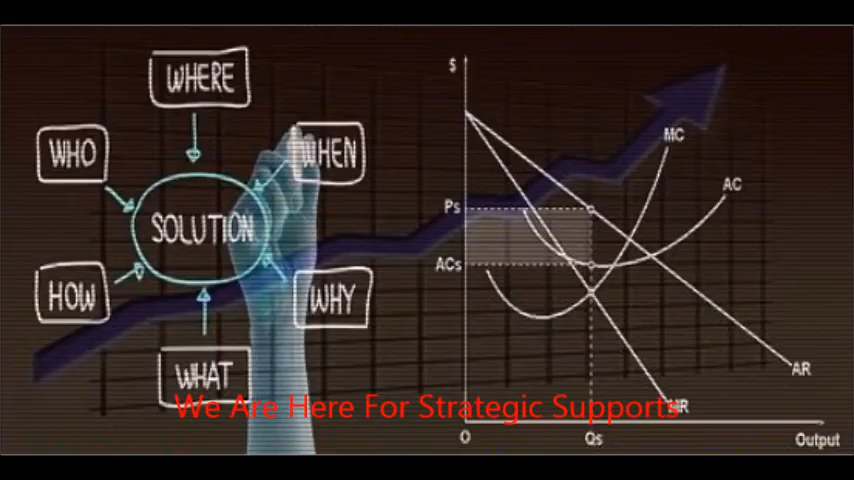 WHERE
WHO
WHEN
SOLUTION
HOW
WHY
WHAT
$
MC
AC
Ps
ACs
AR
MR
O
Qs
Output
We Are Here For Strategic Supports